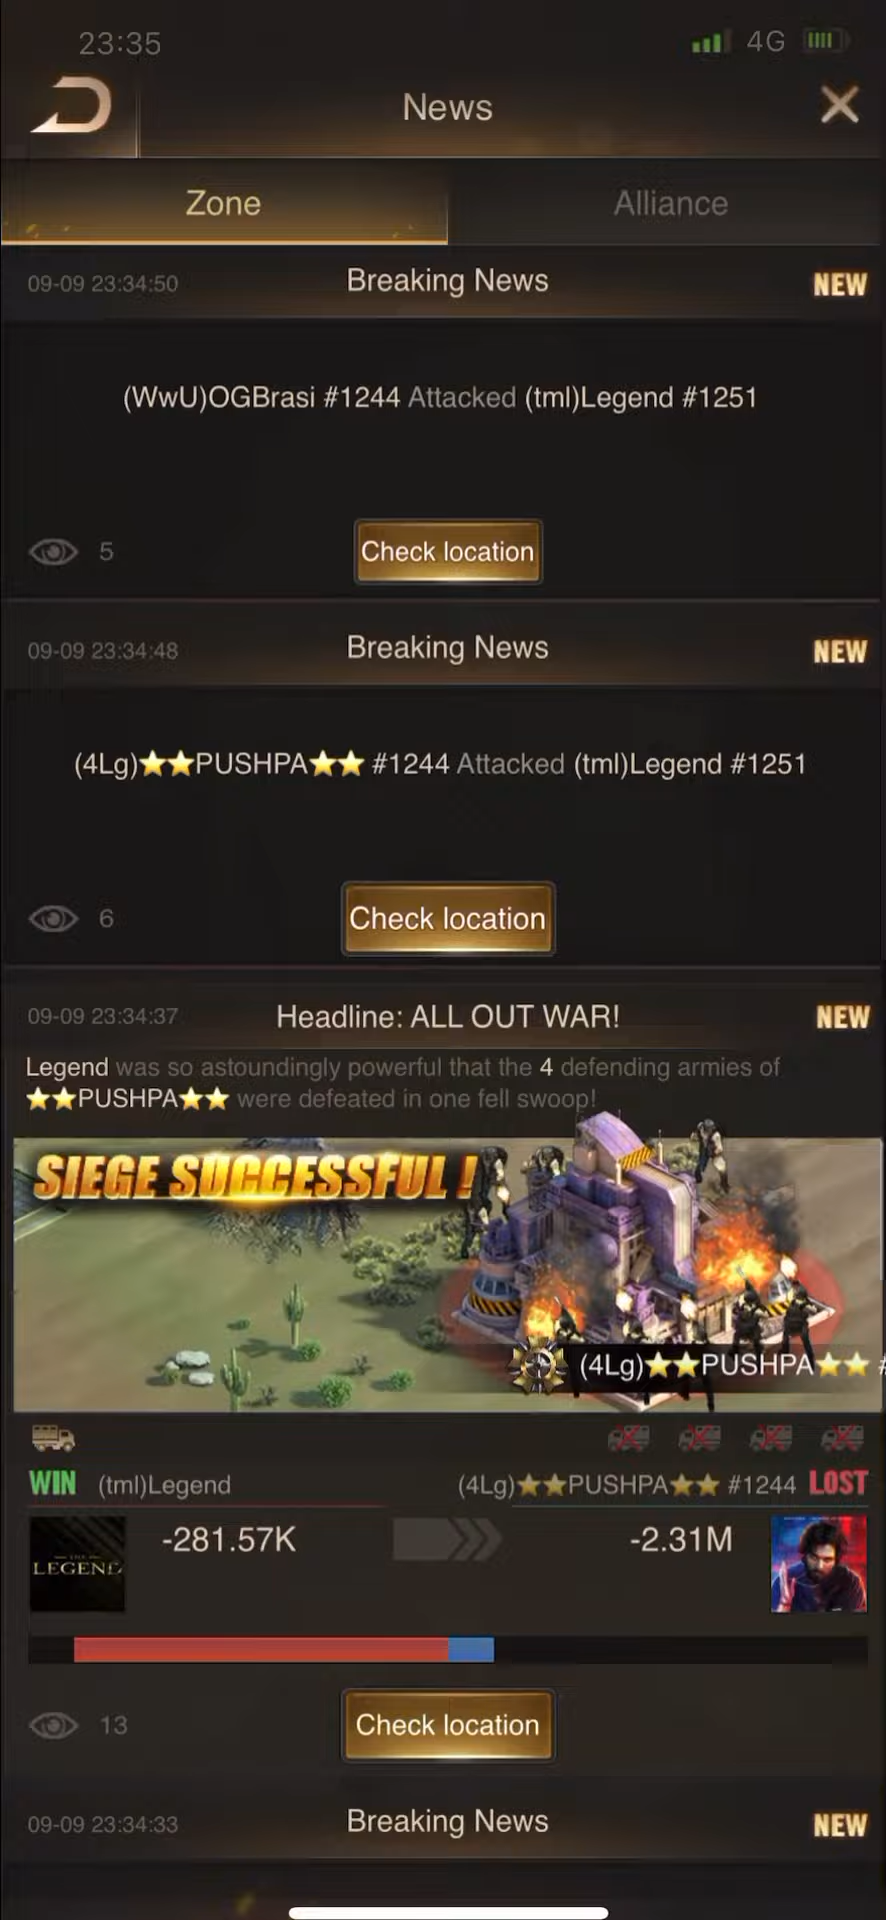 23:35
4G
News
Zone
Alliance
09-09 23:34:50
Breaking News
NEW
(WwU)OGBrasi #1244 Attacked (tml)Legend #1251
5
Check location
09-09 23:34:48
Breaking News
NEW
(4Lg)⭐⭐PUSHPA⭐⭐ #1244 Attacked (tml)Legend #1251
6
Check location
09-09 23:34:37
Headline: ALL OUT WAR!
NEW
Legend was so astoundingly powerful that the 4 defending armies of
⭐⭐PUSHPA⭐⭐ were defeated in one fell swoop!
SIEGE SUCCESSFUL !
(4Lg)⭐⭐PUSHPA⭐⭐ #
WIN (tml)Legend
(4Lg)⭐⭐PUSHPA⭐⭐ #1244 LOST
-281.57K
-2.31M
LEGEND
13
Check location
09-09 23:34:33
Breaking News
NEW